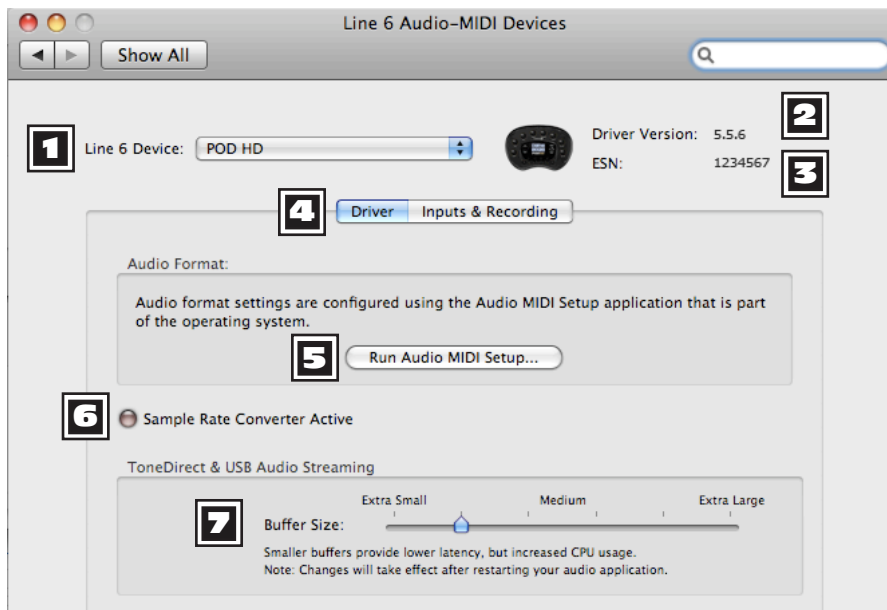 Line 6 Audio-MIDI Devices
Show All
1
Line 6 Device: POD HD
Driver Version: 5.5.6
2
ESN: 1234567
3
4
Driver Inputs & Recording
Audio Format:
Audio format settings are configured using the Audio MIDI Setup application that is part
of the operating system.
5
Run Audio MIDI Setup...
6
Sample Rate Converter Active
ToneDirect & USB Audio Streaming
Extra Small Medium Extra Large
7
Buffer Size:
Smaller buffers provide lower latency, but increased CPU usage.
Note: Changes will take effect after restarting your audio application.